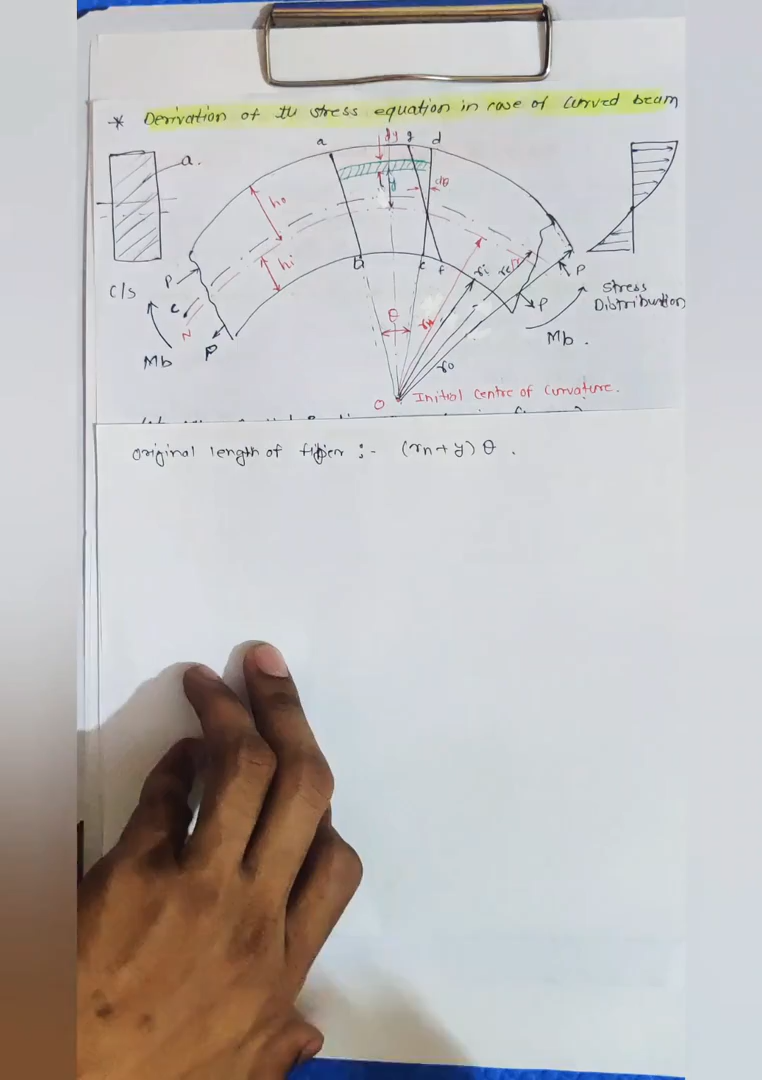 * Derivation of the stress equation in case of Curved beam
a
dy
g
d
a.
y
dθ
ho
hi
b
c
f
ri
rc
P
P
C/s
C
N
θ
rn
P
Stress
Distribution
Mb
P
Mb.
ro
O Initial Centre of Curvature.
original length of fiber :- (rn + y) θ .